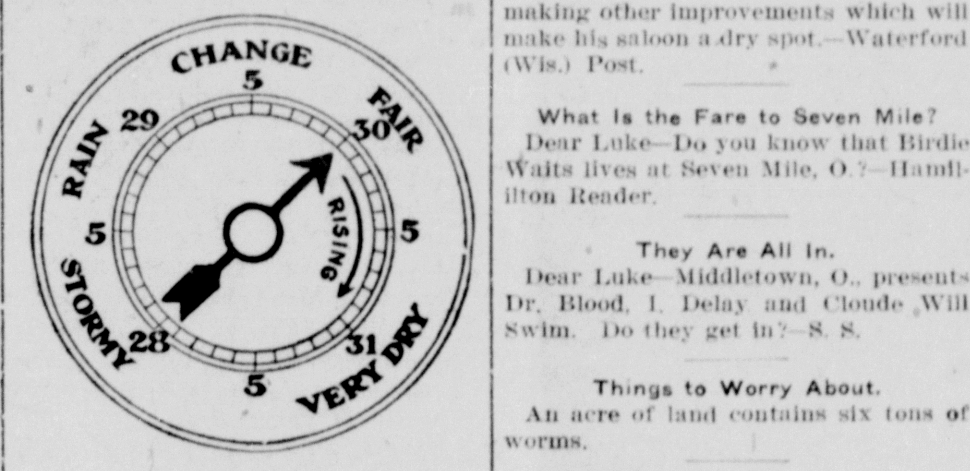 CHANGE
5
29
30
FAIR
RAIN
5
RISING
5
STORMY
28
31
VERY DRY
5
making other improvements which will
make his saloon a dry spot.—Waterford
(Wis.) Post.
What Is the Fare to Seven Mile?
Dear Luke—Do you know that Birdie
Waits lives at Seven Mile, O.?—Hamil-
ilton Reader.
They Are All In.
Dear Luke—Middletown, O., presents
Dr. Blood, I. Delay and Cloude Will
Swim. Do they get in?—S. S.
Things to Worry About.
An acre of land contains six tons of
worms.